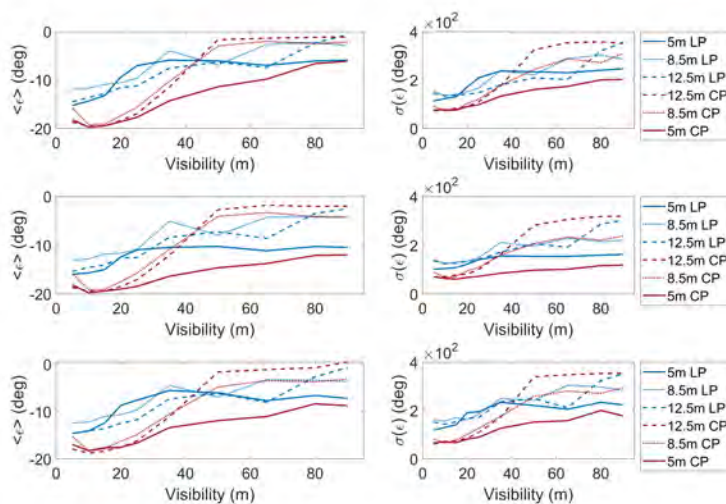 0
-10
-20
<ϵ> (deg)
0
20
40
60
80
Visibility (m)
×10²
4
2
0
σ(ϵ) (deg)
0
20
40
60
80
Visibility (m)
5m LP
8.5m LP
12.5m LP
12.5m CP
8.5m CP
5m CP
0
-10
-20
<ϵ> (deg)
0
20
40
60
80
Visibility (m)
×10²
4
2
0
σ(ϵ) (deg)
0
20
40
60
80
Visibility (m)
5m LP
8.5m LP
12.5m LP
12.5m CP
8.5m CP
5m CP
0
-10
-20
<ϵ> (deg)
0
20
40
60
80
Visibility (m)
×10²
4
2
0
σ(ϵ) (deg)
0
20
40
60
80
Visibility (m)
5m LP
8.5m LP
12.5m LP
12.5m CP
8.5m CP
5m CP